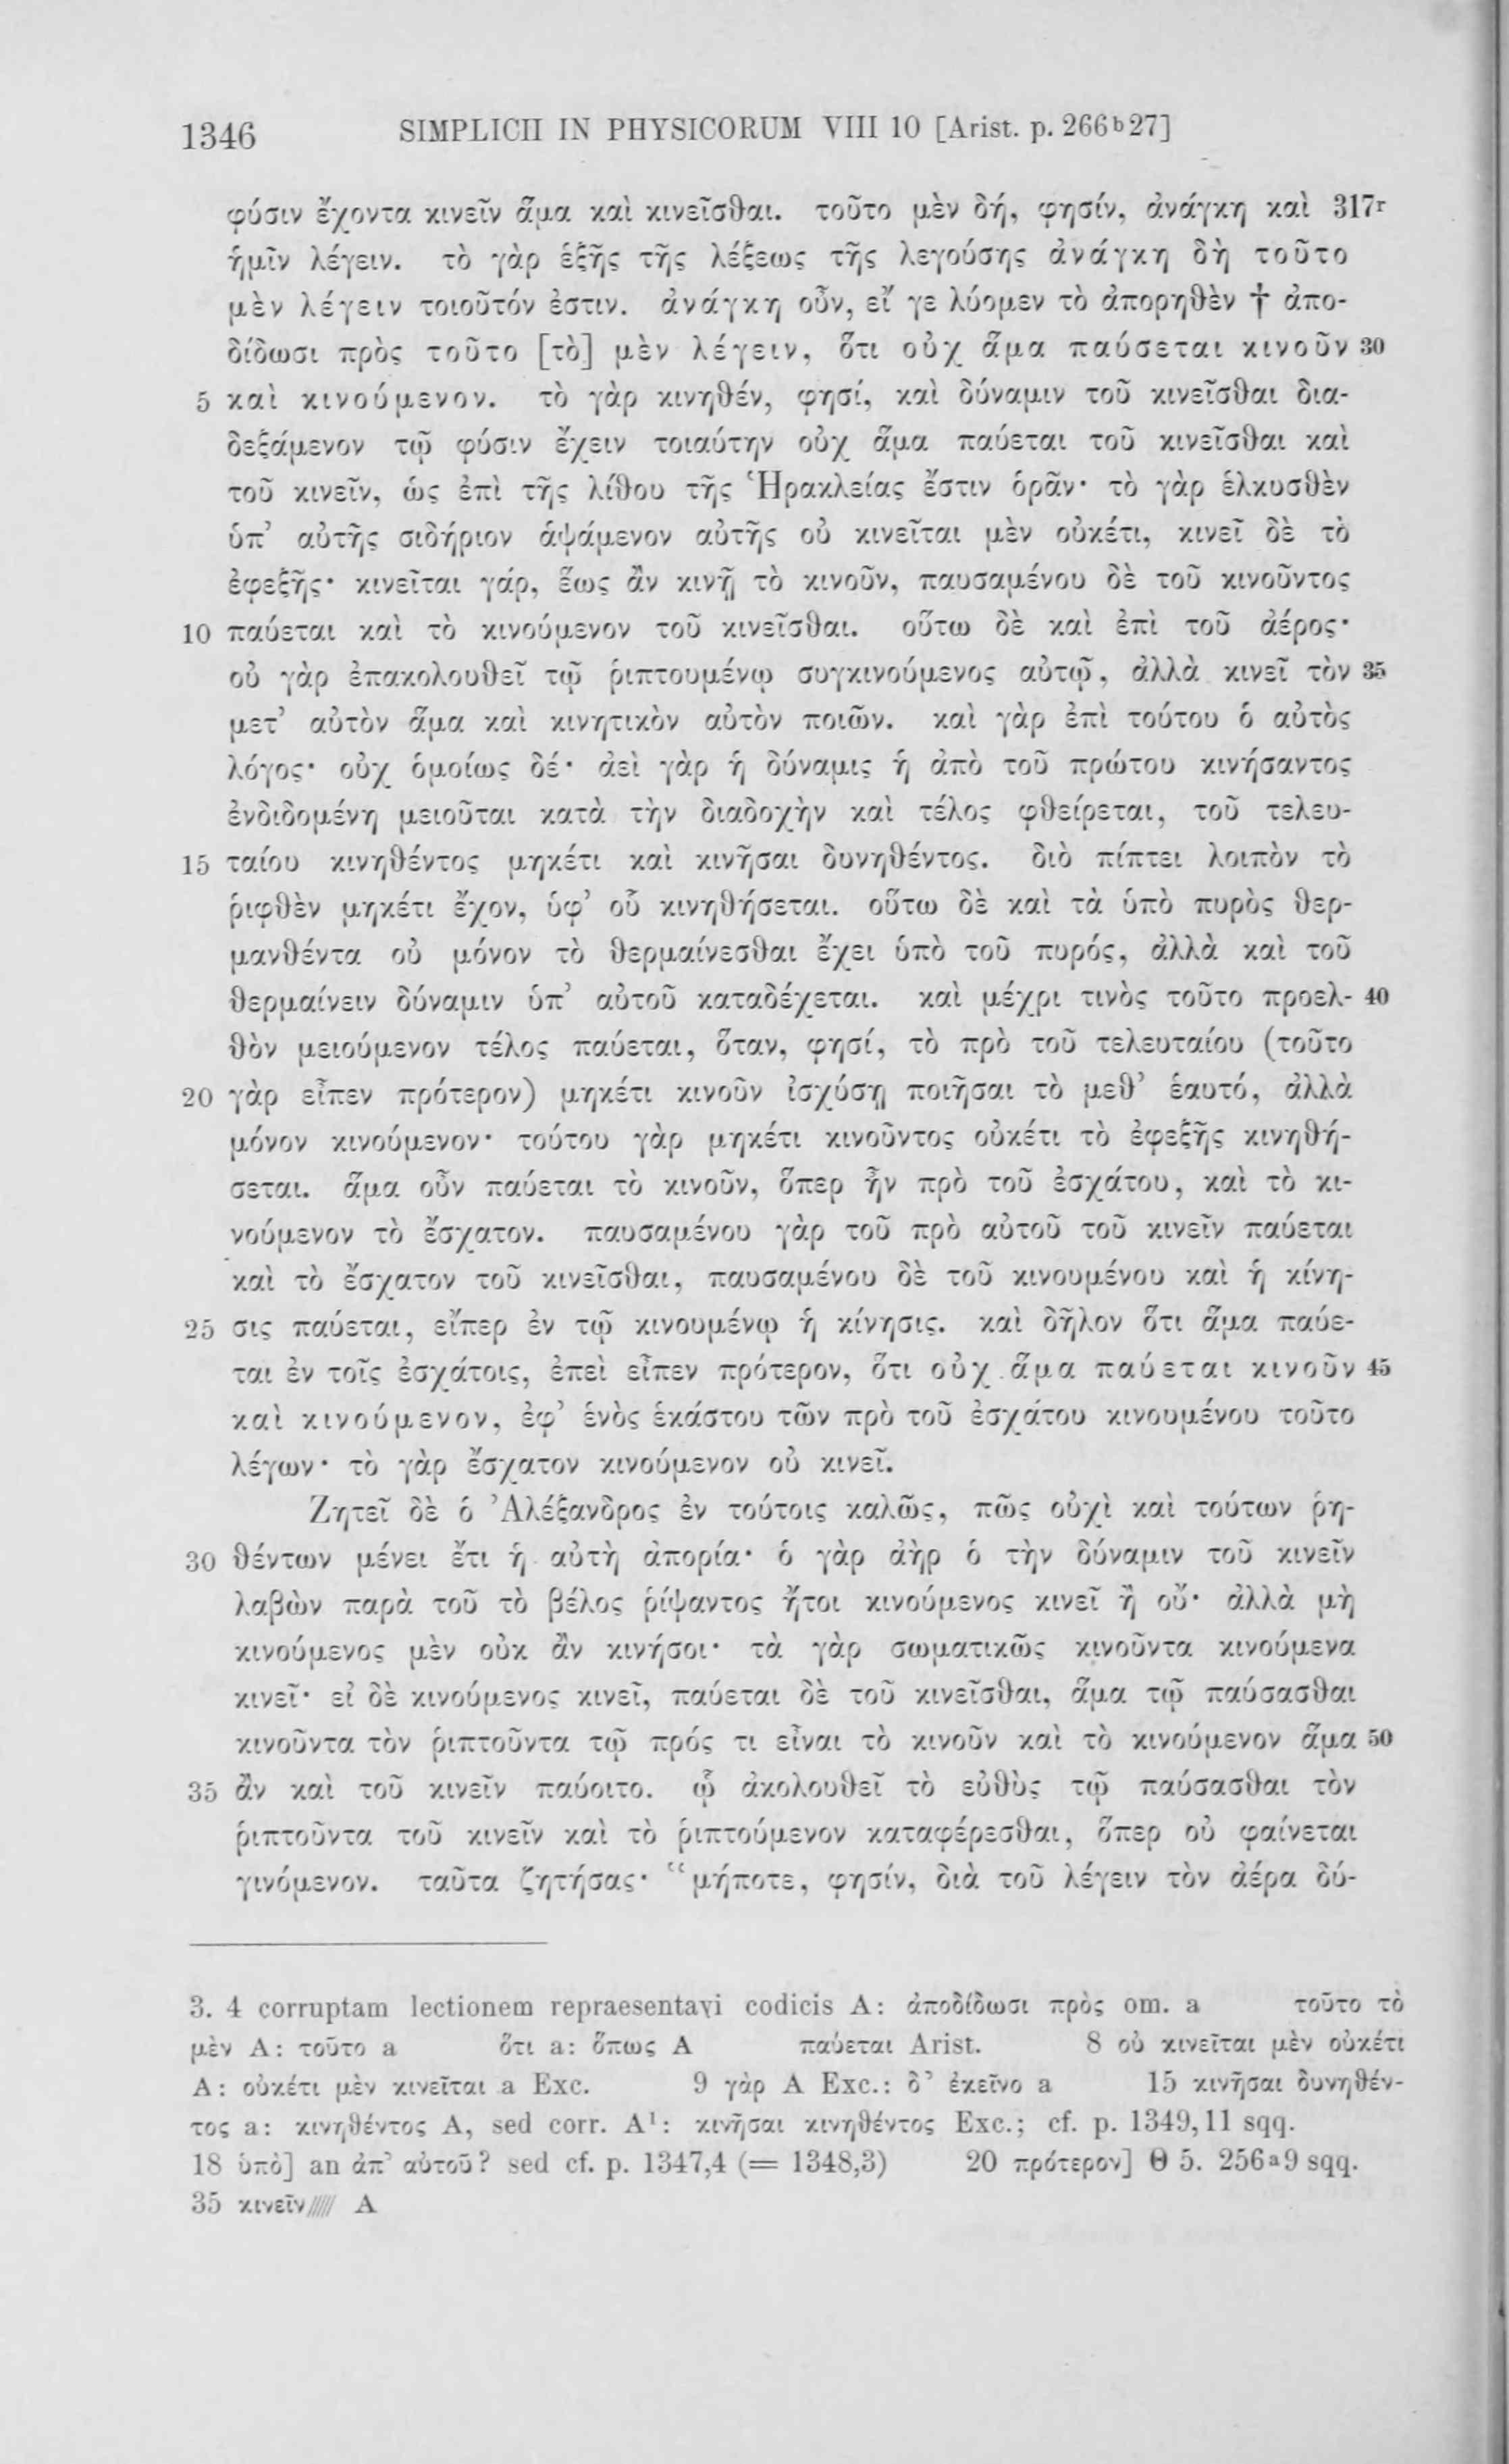 1346 SIMPLICII IN PHYSICORUM VIII 10 [Arist. p. 266b27]
φύσιν ἔχοντα κινεῖν ἅμα καὶ κινεῖσθαι. τοῦτο μὲν δή, φησίν, ἀνάγκη καὶ 317r
ἡμῖν λέγειν. τὸ γὰρ ἑξῆς τῆς λέξεως τῆς λεγούσης ἀνάγκη δὴ τοῦτο
μὲν λέγειν τοιοῦτόν ἐστιν. ἀνάγκη οὖν, εἴ γε λύομεν τὸ ἀπορηθὲν † ἀπο-
δίδωσι πρὸς τοῦτο [τὸ] μὲν λέγειν, ὅτι οὐχ ἅμα παύσεται κινοῦν 30
5 καὶ κινούμενον. τὸ γὰρ κινηθέν, φησί, καὶ δύναμιν τοῦ κινεῖσθαι δια-
δεξάμενον τῷ φύσιν ἔχειν τοιαύτην οὐχ ἅμα παύεται τοῦ κινεῖσθαι καὶ
τοῦ κινεῖν, ὡς ἐπὶ τῆς λίθου τῆς Ἡρακλείας ἔστιν ὁρᾶν· τὸ γὰρ ἑλκυσθὲν
ὑπ' αὐτῆς σιδήριον ἁψάμενον αὐτῆς οὐ κινεῖται μὲν οὐκέτι, κινεῖ δὲ τὸ
ἐφεξῆς· κινεῖται γάρ, ἕως ἂν κινῇ τὸ κινοῦν, παυσαμένου δὲ τοῦ κινοῦντος
10 παύεται καὶ τὸ κινούμενον τοῦ κινεῖσθαι. οὕτω δὲ καὶ ἐπὶ τοῦ ἀέρος·
οὐ γὰρ ἐπακολουθεῖ τῷ ῥιπτουμένῳ συγκινούμενος αὐτῷ, ἀλλὰ κινεῖ τὸν 35
μετ' αὐτὸν ἅμα καὶ κινητικὸν αὐτὸν ποιῶν. καὶ γὰρ ἐπὶ τούτου ὁ αὐτὸς
λόγος· οὐχ ὁμοίως δέ· ἀεὶ γὰρ ἡ δύναμις ἡ ἀπὸ τοῦ πρώτου κινήσαντος
ἐνδιδομένη μειοῦται κατὰ τὴν διαδοχὴν καὶ τέλος φθείρεται, τοῦ τελευ-
15 ταίου κινηθέντος μηκέτι καὶ κινῆσαι δυνηθέντος. διὸ πίπτει λοιπὸν τὸ
ῥιφθὲν μηκέτι ἔχον, ὑφ' οὗ κινηθήσεται. οὕτω δὲ καὶ τὰ ὑπὸ πυρὸς θερ-
μανθέντα οὐ μόνον τὸ θερμαίνεσθαι ἔχει ὑπὸ τοῦ πυρός, ἀλλὰ καὶ τοῦ
θερμαίνειν δύναμιν ὑπ' αὐτοῦ καταδέχεται. καὶ μέχρι τινὸς τοῦτο προελ- 40
θὸν μειούμενον τέλος παύεται, ὅταν, φησί, τὸ πρὸ τοῦ τελευταίου (τοῦτο
20 γὰρ εἶπεν πρότερον) μηκέτι κινοῦν ἰσχύσῃ ποιῆσαι τὸ μεθ' ἑαυτό, ἀλλὰ
μόνον κινούμενον· τούτου γὰρ μηκέτι κινοῦντος οὐκέτι τὸ ἐφεξῆς κινηθή-
σεται. ἅμα οὖν παύεται τὸ κινοῦν, ὅπερ ἦν πρὸ τοῦ ἐσχάτου, καὶ τὸ κι-
νούμενον τὸ ἔσχατον. παυσαμένου γὰρ τοῦ πρὸ αὐτοῦ τοῦ κινεῖν παύεται
καὶ τὸ ἔσχατον τοῦ κινεῖσθαι, παυσαμένου δὲ τοῦ κινουμένου καὶ ἡ κίνη-
25 σις παύεται, εἴπερ ἐν τῷ κινουμένῳ ἡ κίνησις. καὶ δῆλον ὅτι ἅμα παύε-
ται ἐν τοῖς ἐσχάτοις, ἐπεὶ εἶπεν πρότερον, ὅτι οὐχ ἅμα παύεται κινοῦν 45
καὶ κινούμενον, ἐφ' ἑνὸς ἑκάστου τῶν πρὸ τοῦ ἐσχάτου κινουμένου τοῦτο
λέγων· τὸ γὰρ ἔσχατον κινούμενον οὐ κινεῖ.
Ζητεῖ δὲ ὁ Ἀλέξανδρος ἐν τούτοις καλῶς, πῶς οὐχὶ καὶ τούτων ῥη-
30 θέντων μένει ἔτι ἡ αὐτὴ ἀπορία· ὁ γὰρ ἀὴρ ὁ τὴν δύναμιν τοῦ κινεῖν
λαβὼν παρὰ τοῦ τὸ βέλος ῥίψαντος ἤτοι κινούμενος κινεῖ ἢ οὔ· ἀλλὰ μὴ
κινούμενος μὲν οὐκ ἂν κινήσοι· τὰ γὰρ σωματικῶς κινοῦντα κινούμενα
κινεῖ· εἰ δὲ κινούμενος κινεῖ, παύεται δὲ τοῦ κινεῖσθαι, ἅμα τῷ παύσασθαι
κινοῦντα τὸν ῥιπτοῦντα τῷ πρός τι εἶναι τὸ κινοῦν καὶ τὸ κινούμενον ἅμα 50
35 ἂν καὶ τοῦ κινεῖν παύοιτο. ᾧ ἀκολουθεῖ τὸ εὐθὺς τῷ παύσασθαι τὸν
ῥιπτοῦντα τοῦ κινεῖν καὶ τὸ ῥιπτούμενον καταφέρεσθαι, ὅπερ οὐ φαίνεται
γινόμενον. ταῦτα ζητήσας· “μήποτε, φησίν, διὰ τοῦ λέγειν τὸν ἀέρα δύ-
3. 4 corruptam lectionem repraesentavi codicis A: ἀποδίδωσι πρὸς om. a τοῦτο τὸ
μὲν A: τοῦτο a ὅτι a: ὅπως A παύεται Arist. 8 οὐ κινεῖται μὲν οὐκέτι
A: οὐκέτι μὲν κινεῖται a Exc. 9 γὰρ A Exc.: δ' ἐκεῖνο a 15 κινῆσαι δυνηθέν-
τος a: κινηθέντος A, sed corr. A¹: κινῆσαι κινηθέντος Exc.; cf. p. 1349,11 sqq.
18 ὑπὸ] an ἀπ' αὐτοῦ? sed cf. p. 1347,4 (= 1348,3) 20 πρότερον] Θ 5. 256a9 sqq.
35 κινεῖν///// A